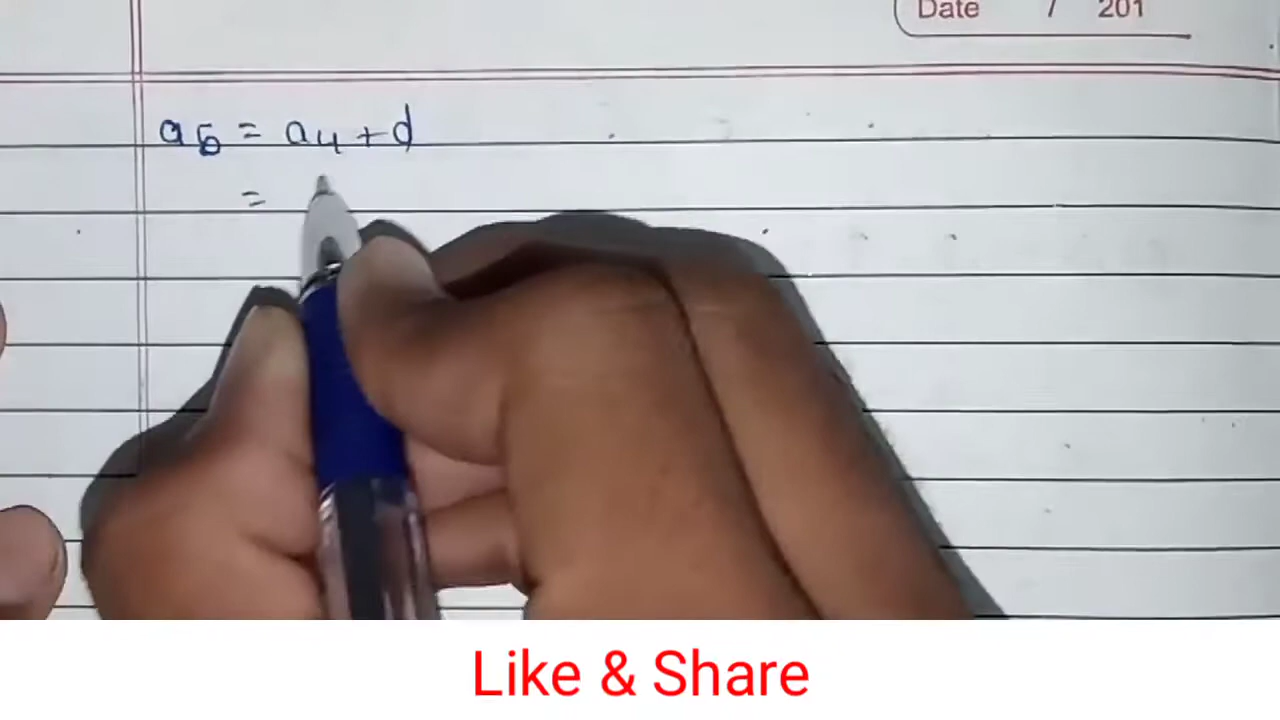 Date / 201
a5 = a4 + d
=
Like & Share